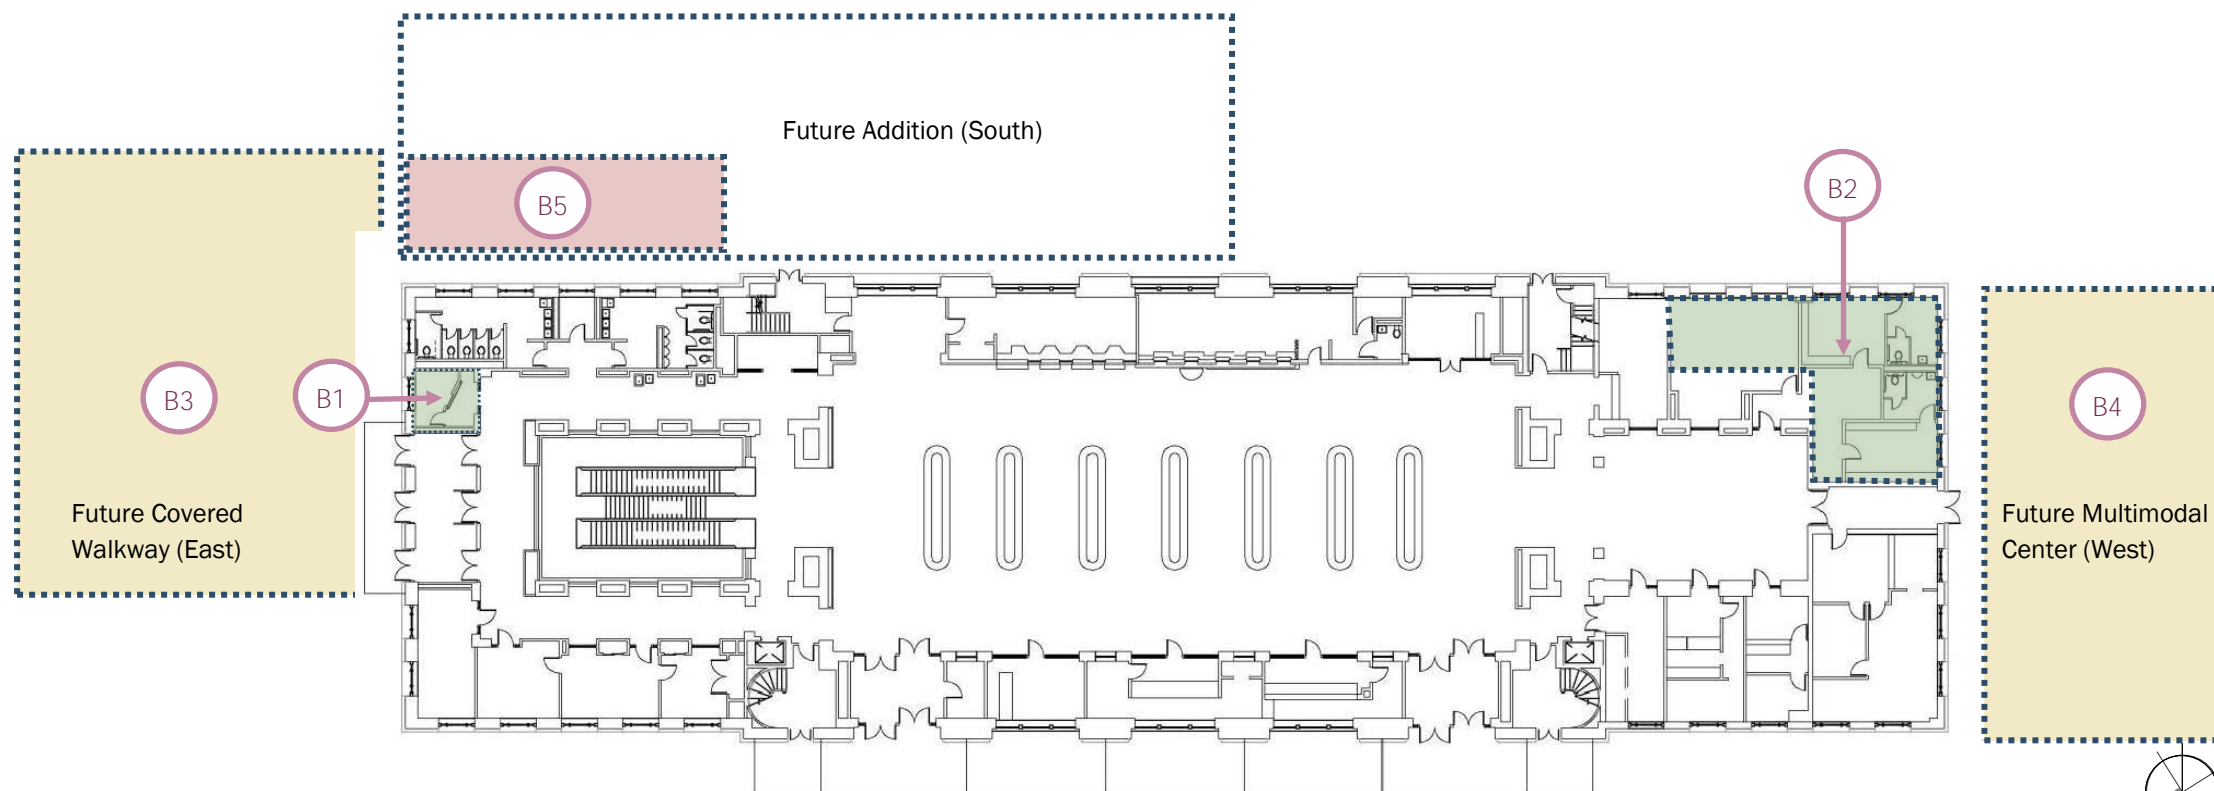 Future Addition (South)
B5
B2
B3
B1
B4
Future Covered
Walkway (East)
Future Multimodal
Center (West)